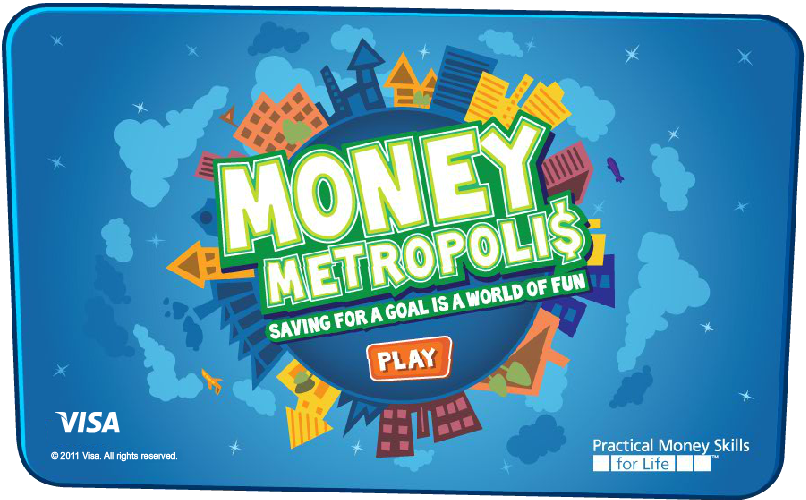 MONEY
METROPOLI$
SAVING FOR A GOAL IS A WORLD OF FUN
PLAY
VISA
© 2011 Visa. All rights reserved.
Practical Money Skills
for Life™